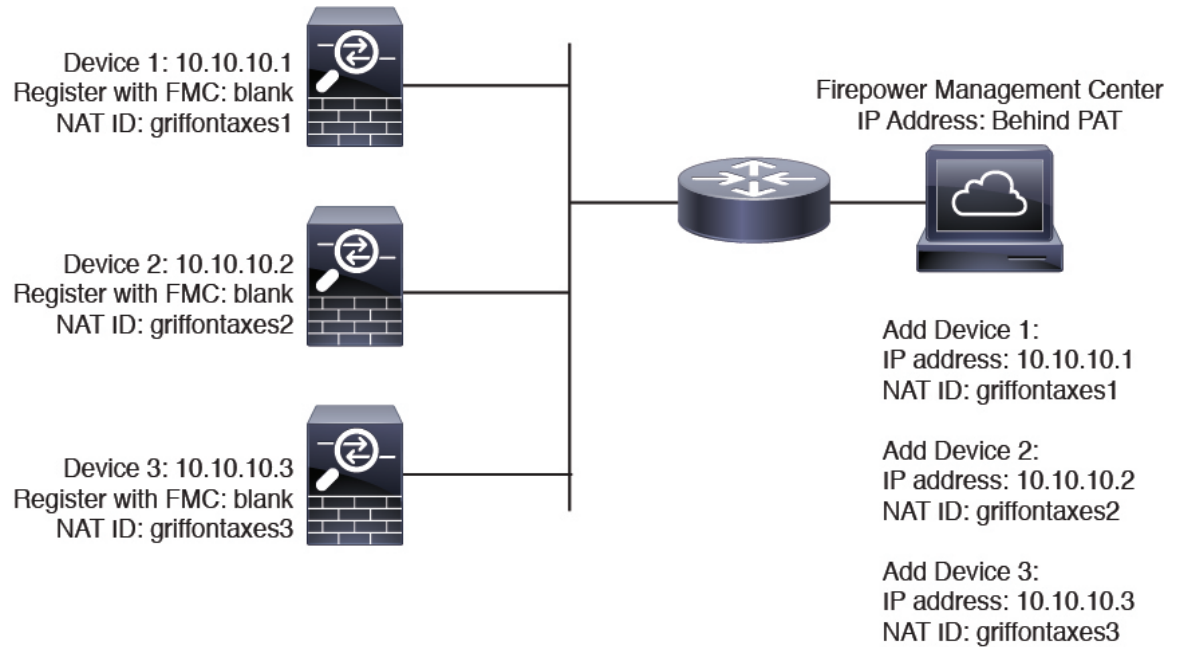 Device 1: 10.10.10.1
Register with FMC: blank
NAT ID: griffontaxes1
Device 2: 10.10.10.2
Register with FMC: blank
NAT ID: griffontaxes2
Device 3: 10.10.10.3
Register with FMC: blank
NAT ID: griffontaxes3
Firepower Management Center
IP Address: Behind PAT
Add Device 1:
IP address: 10.10.10.1
NAT ID: griffontaxes1
Add Device 2:
IP address: 10.10.10.2
NAT ID: griffontaxes2
Add Device 3:
IP address: 10.10.10.3
NAT ID: griffontaxes3